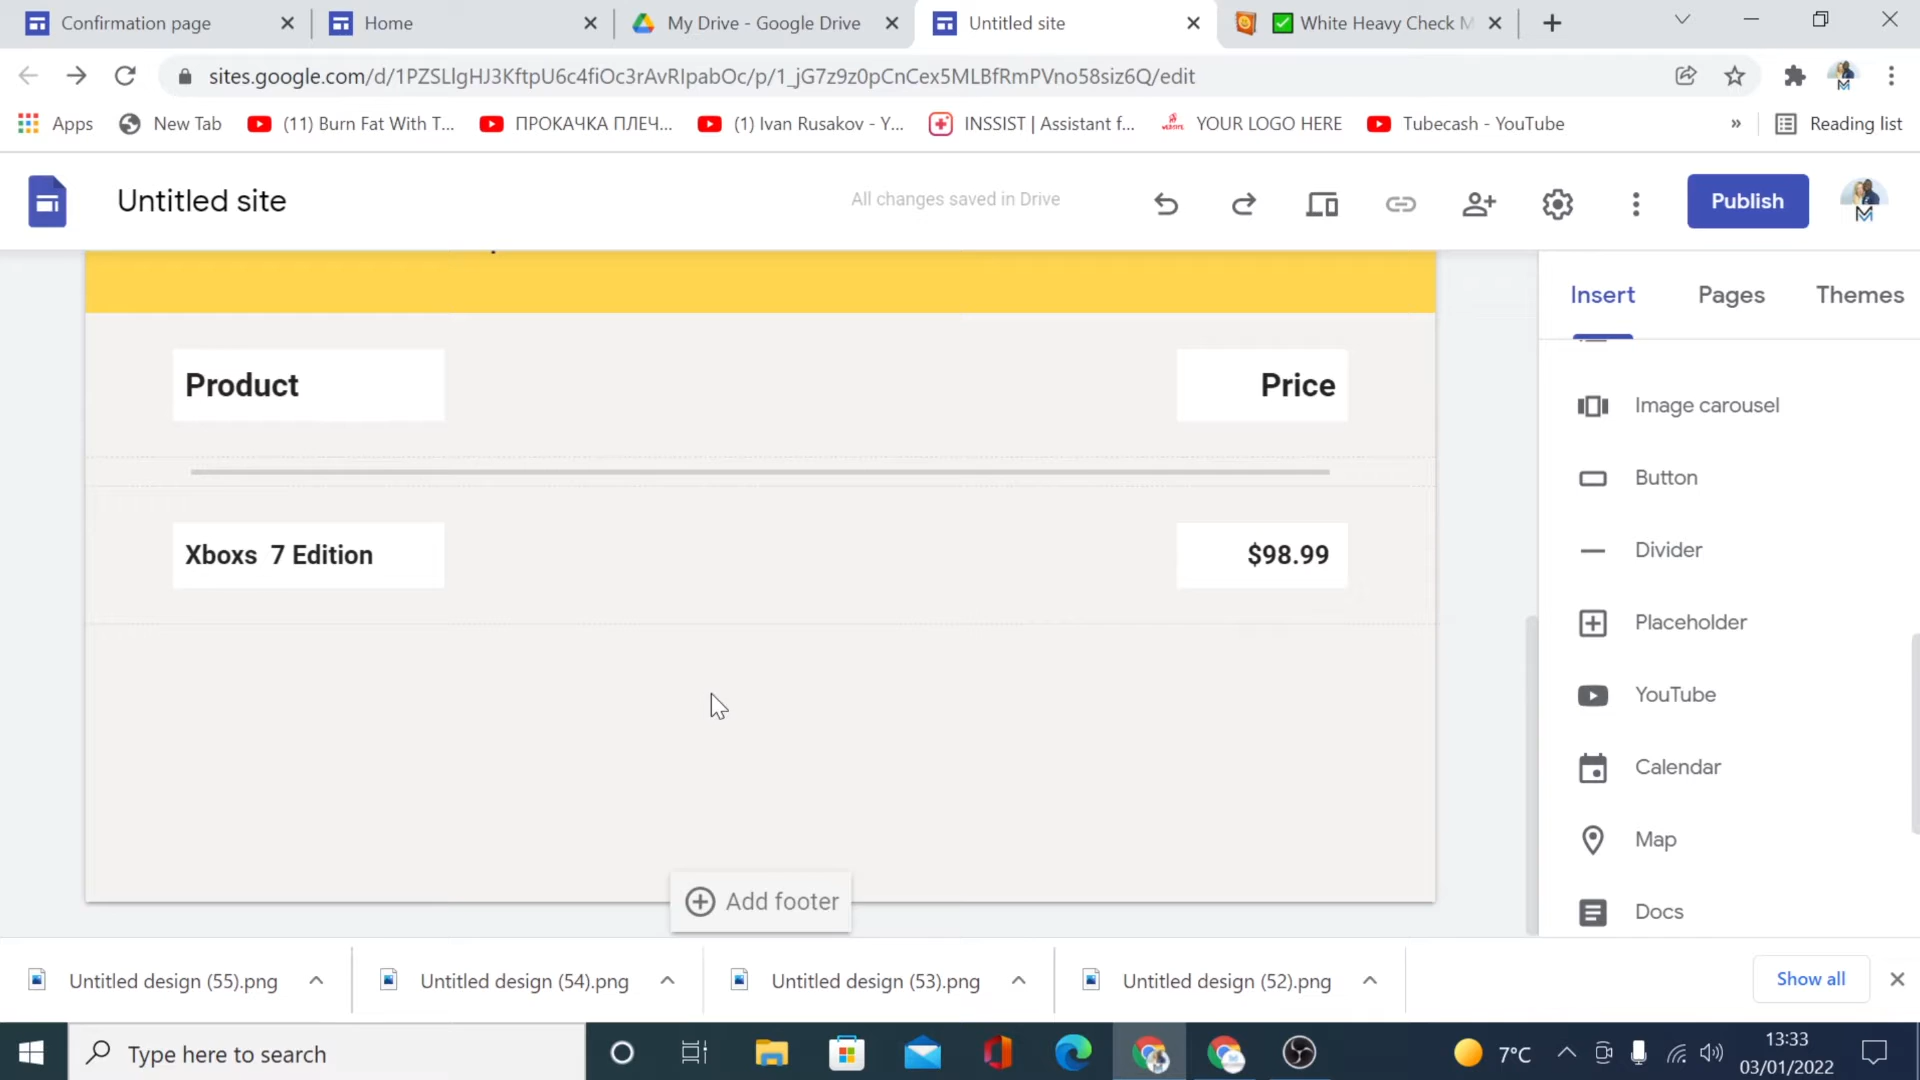 Confirmation page
Home
My Drive - Google Drive
Untitled site
White Heavy Check M
sites.google.com/d/1PZSLlgHJ3KftpU6c4fiOc3rAvRIpabOc/p/1_jG7z9z0pCnCex5MLBfRmPVno58siz6Q/edit
Apps
New Tab
(11) Burn Fat With T...
ПРОКАЧКА ПЛЕЧ...
(1) Ivan Rusakov - Y...
INSSIST | Assistant f...
YOUR LOGO HERE
Tubecash - YouTube
»
Reading list
Untitled site
All changes saved in Drive
Publish
Insert
Pages
Themes
Product
Price
Image carousel
Button
Divider
Xboxs 7 Edition
$98.99
Placeholder
YouTube
Calendar
Map
Docs
Add footer
Untitled design (55).png
Untitled design (54).png
Untitled design (53).png
Untitled design (52).png
Show all
Type here to search
7°C
13:33
03/01/2022